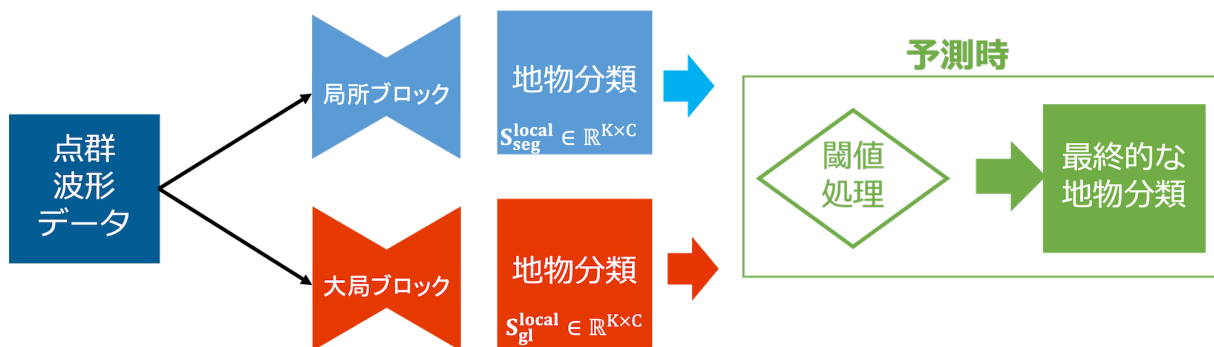 点群
波形
データ
局所ブロック
地物分類
S_seg^local ∈ ℝ^K×C
大局ブロック
地物分類
S_gl^local ∈ ℝ^K×C
予測時
閾値
処理
最終的な
地物分類